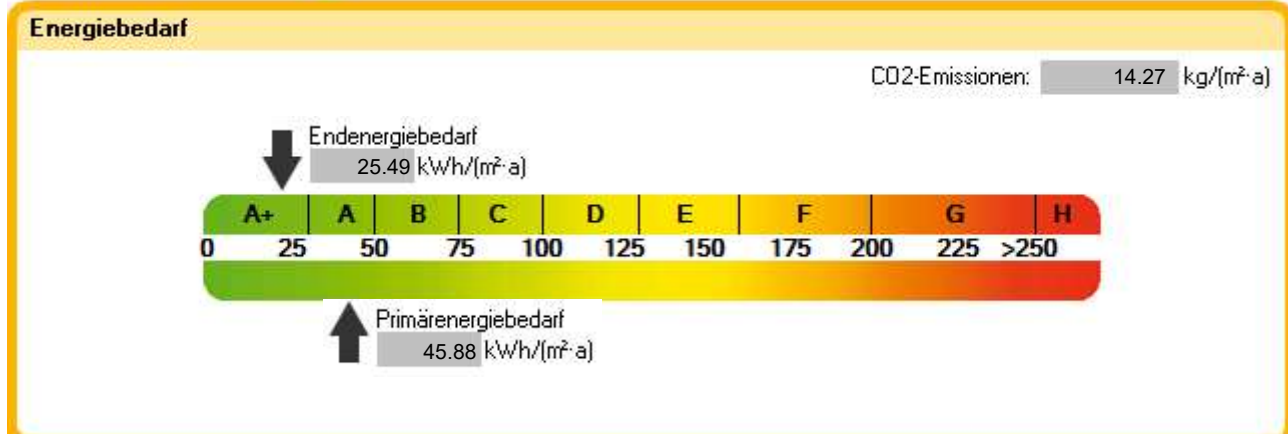 Energiebedarf
CO2-Emissionen: 14.27 kg/(m²·a)
Endenergiebedarf
25.49 kWh/(m²·a)
A+ A B C D E F G H
0 25 50 75 100 125 150 175 200 225 >250
Primärenergiebedarf
45.88 kWh/(m²·a)